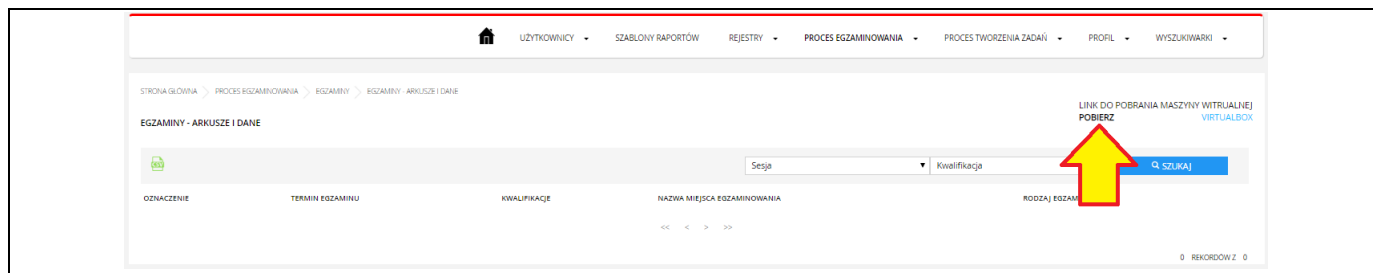 UŻYTKOWNICY SZABLONY RAPORTÓW REJESTRY PROCES EGZAMINOWANIA PROCES TWORZENIA ZADAŃ PROFIL WYSZUKIWARKI
STRONA GŁÓWNA PROCES EGZAMINOWANIA EGZAMINY EGZAMINY - ARKUSZE I DANE
LINK DO POBRANIA MASZYNY WITRUALNEJ
POBIERZ VIRTUALBOX
EGZAMINY - ARKUSZE I DANE
Sesja Kwalifikacja SZUKAJ
OZNACZENIE TERMIN EGZAMINU KWALIFIKACJE NAZWA MIEJSCA EGZAMINOWANIA RODZAJ EGZAM
<< < > >>
0 REKORDÓW Z 0